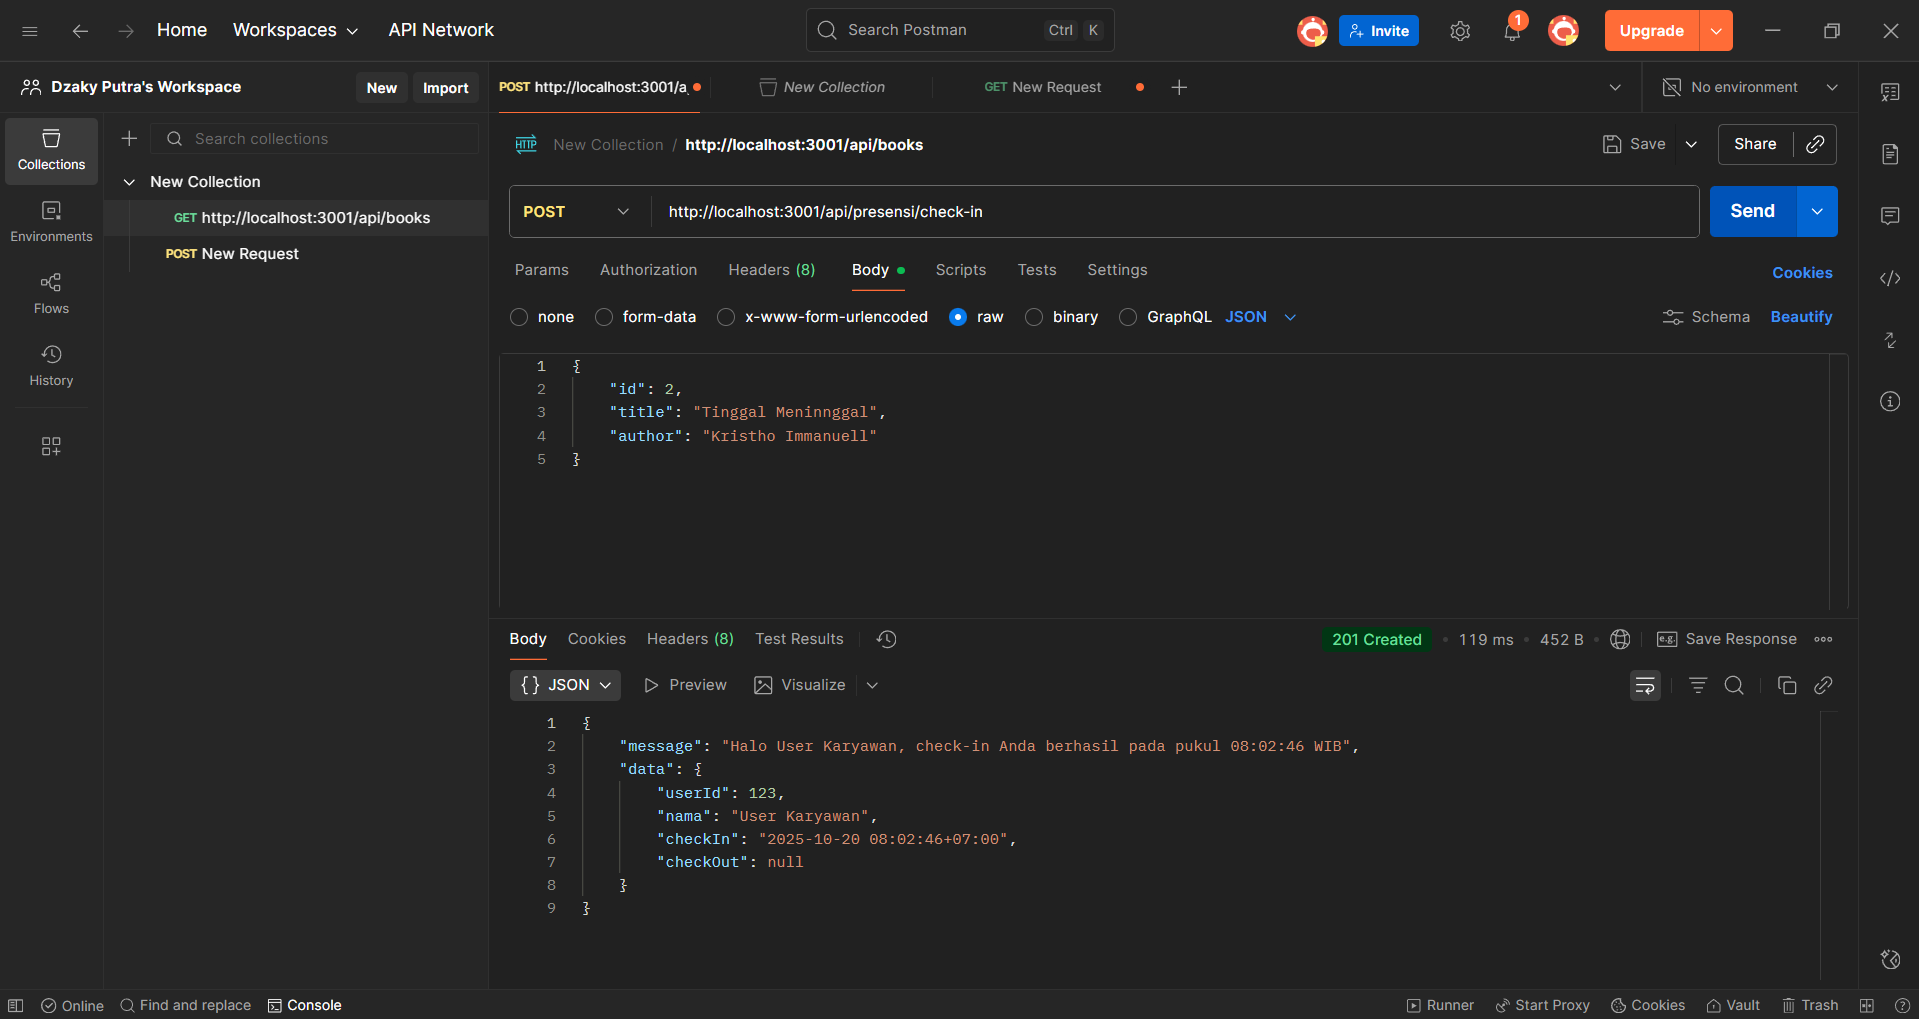 Home Workspaces API Network Search Postman Ctrl K Invite 1 Upgrade
Dzaky Putra's Workspace New Import POST http://localhost:3001/a New Collection GET New Request No environment
Collections
Environments
Flows
History
Search collections
New Collection
GET http://localhost:3001/api/books
POST New Request
HTTP New Collection / http://localhost:3001/api/books Save Share
POST http://localhost:3001/api/presensi/check-in Send
Params Authorization Headers (8) Body Scripts Tests Settings Cookies
none form-data x-www-form-urlencoded raw binary GraphQL JSON Schema Beautify
1 {
2 "id": 2,
3 "title": "Tinggal Meninnggal",
4 "author": "Kristho Immanuell"
5 }
Body Cookies Headers (8) Test Results 201 Created 119 ms 452 B e.g. Save Response
{} JSON Preview Visualize
1 {
2 "message": "Halo User Karyawan, check-in Anda berhasil pada pukul 08:02:46 WIB",
3 "data": {
4 "userId": 123,
5 "nama": "User Karyawan",
6 "checkIn": "2025-10-20 08:02:46+07:00",
7 "checkOut": null
8 }
9 }
Online Find and replace Console Runner Start Proxy Cookies Vault Trash